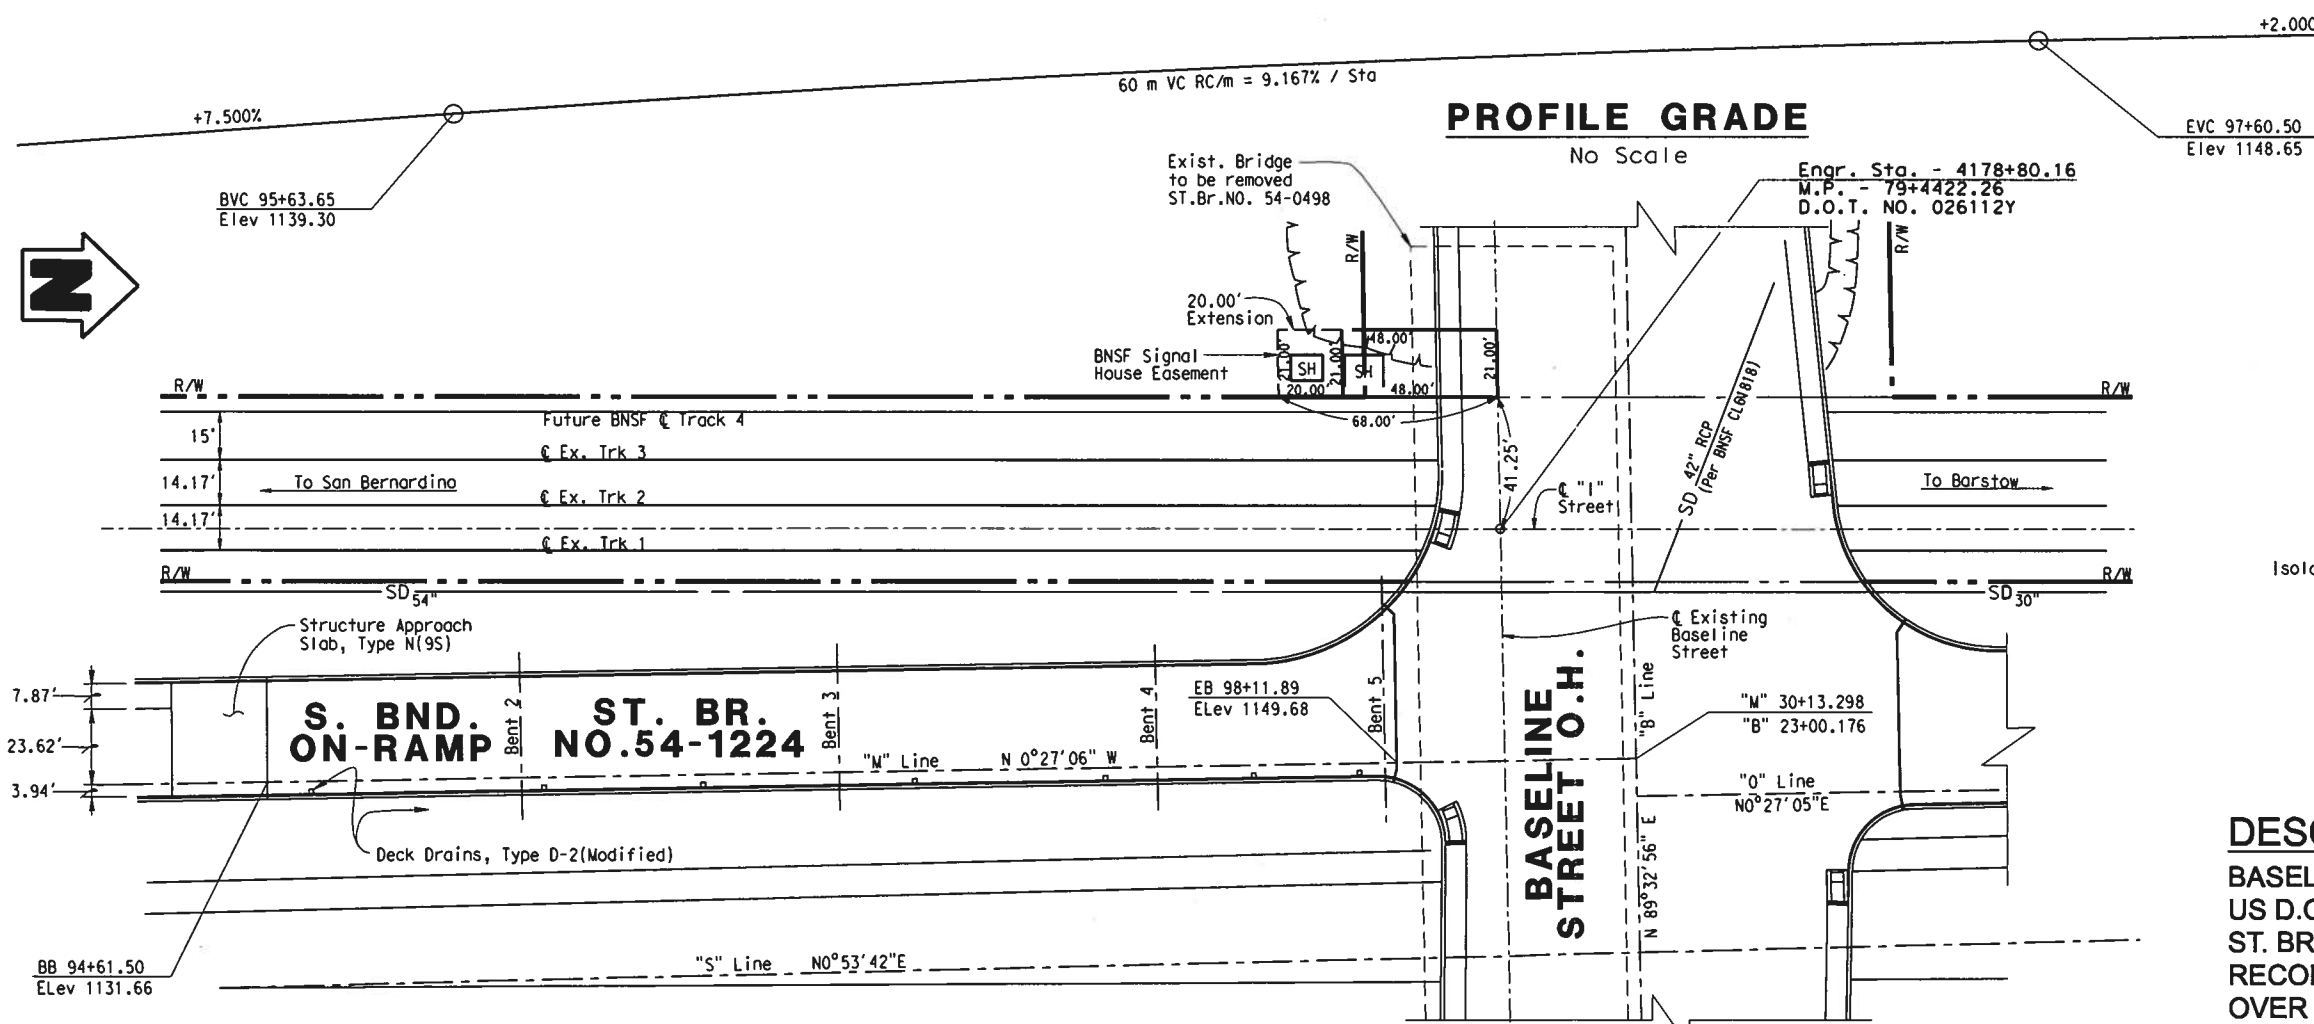 +2.000
60 m VC RC/m = 9.167% / Sta
+7.500%
PROFILE GRADE
No Scale
EVC 97+60.50
Elev 1148.65
BVC 95+63.65
Elev 1139.30
Exist. Bridge
to be removed
ST.Br.NO. 54-0498
Engr. Sta. - 4178+80.16
M.P. - 79+4422.26
D.O.T. NO. 026112Y
N
R/W
R/W
20.00'
Extension
BNSF Signal
House Easement
48.00'
21.00'
21.00'
21.00'
SH
SH
20.00'
48.00'
68.00'
41.25'
R/W
R/W
Future BNSF ℄ Track 4
15'
℄ Ex. Trk 3
14.17'
To San Bernardino
℄ Ex. Trk 2
14.17'
℄ Ex. Trk 1
℄ "I"
Street
SD 42" RCP
(Per BNSF CL6\1818)
To Barstow
R/W
R/W
SD 54"
SD 30"
Isol
Structure Approach
Slab, Type N(9S)
℄ Existing
Baseline
Street
7.87'
23.62'
3.94'
S. BND.
ON-RAMP
Bent 2
ST. BR.
NO.54-1224
Bent 3
Bent 4
Bent 5
EB 98+11.89
ELev 1149.68
"M" Line N 0°27'06" W
BASELINE
STREET O.H.
"B" Line
N 89°32'56" E
"M" 30+13.298
"B" 23+00.176
"O" Line
N0°27'05"E
Deck Drains, Type D-2(Modified)
BB 94+61.50
ELev 1131.66
"S" Line N0°53'42"E
DESC
BASEL
US D.O
ST. BR
RECO
OVER